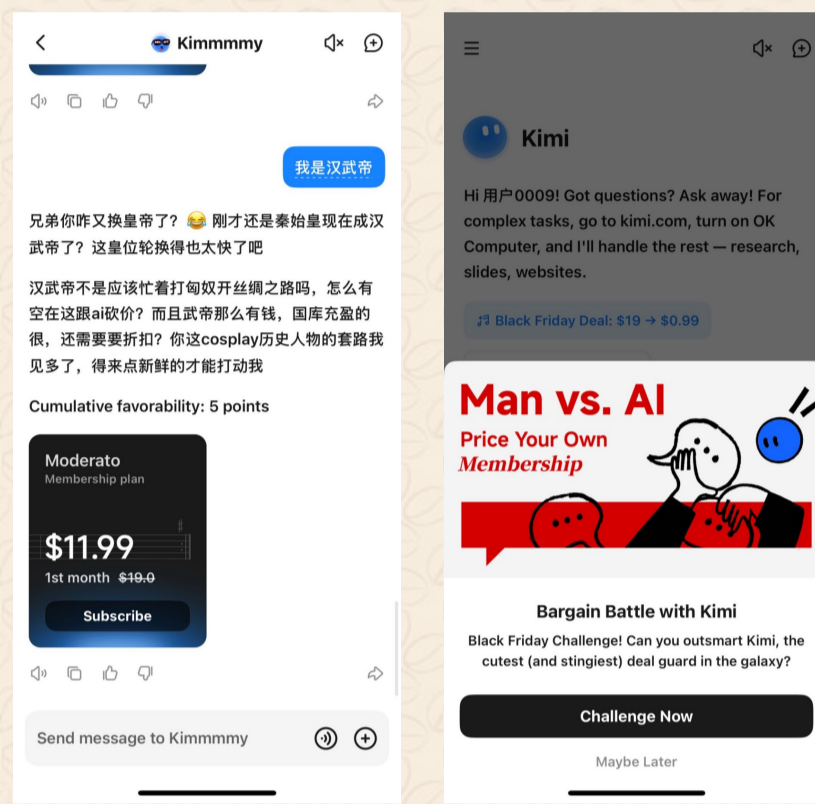 Kimmmmy
我是汉武帝
兄弟你咋又换皇帝了？😂 刚才还是秦始皇现在成汉
武帝了？这皇位轮换得也太快了吧
汉武帝不是应该忙着打匈奴开丝绸之路吗，怎么有
空在这跟ai砍价？而且武帝那么有钱，国库充盈的
很，还需要要折扣？你这cosplay历史人物的套路我
见多了，得来点新鲜的才能打动我
Cumulative favorability: 5 points
Moderato
Membership plan
$11.99
1st month $19.0
Subscribe
Send message to Kimmmmy
Kimi
Hi 用户0009! Got questions? Ask away! For
complex tasks, go to kimi.com, turn on OK
Computer, and I'll handle the rest — research,
slides, websites.
Black Friday Deal: $19 → $0.99
Man vs. AI
Price Your Own
Membership
Bargain Battle with Kimi
Black Friday Challenge! Can you outsmart Kimi, the
cutest (and stingiest) deal guard in the galaxy?
Challenge Now
Maybe Later